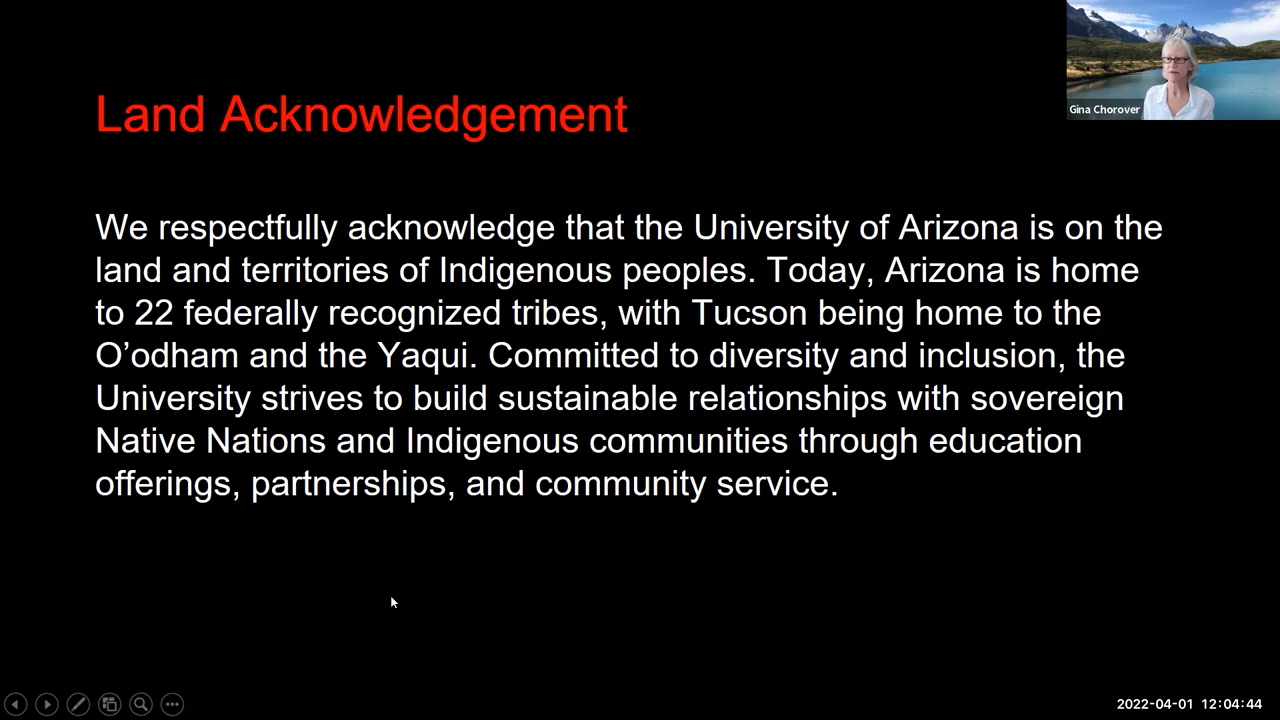 Gina Chorover
Land Acknowledgement
We respectfully acknowledge that the University of Arizona is on the
land and territories of Indigenous peoples. Today, Arizona is home
to 22 federally recognized tribes, with Tucson being home to the
O’odham and the Yaqui. Committed to diversity and inclusion, the
University strives to build sustainable relationships with sovereign
Native Nations and Indigenous communities through education
offerings, partnerships, and community service.
2022-04-01 12:04:44